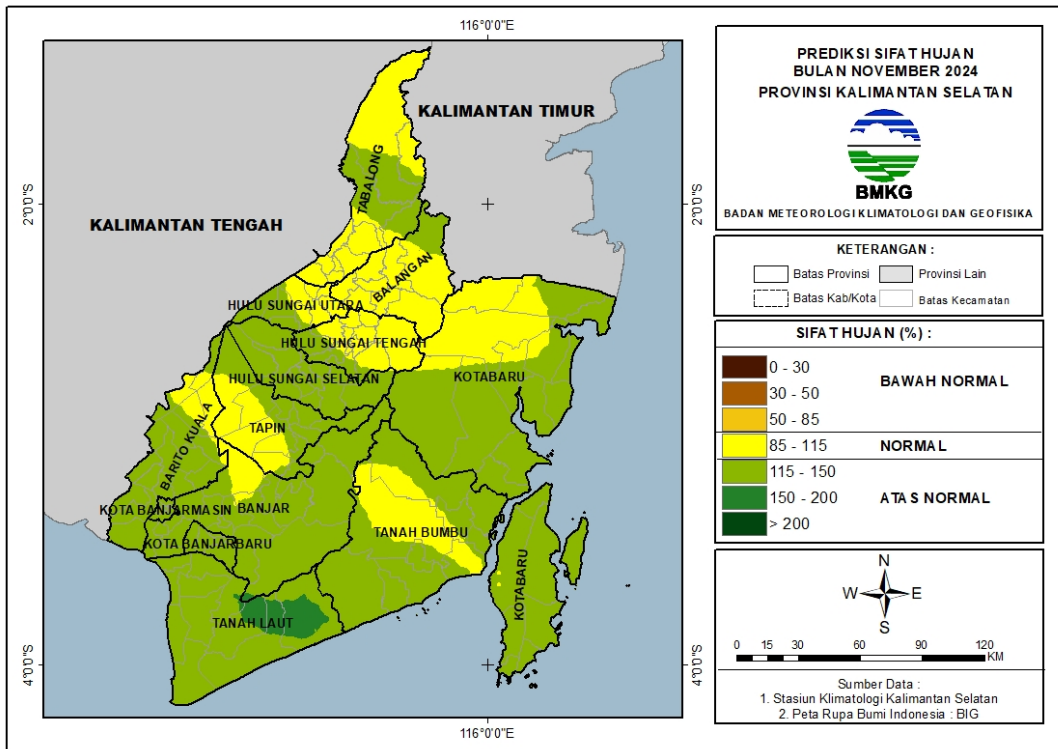 116°0'0"E
KALIMANTAN TIMUR
KALIMANTAN TENGAH
TABALONG
BALANGAN
HULU SUNGAI UTARA
HULU SUNGAI TENGAH
HULU SUNGAI SELATAN
KOTABARU
TAPIN
BARITO KUALA
KOTA BANJARMASIN
BANJAR
KOTA BANJARBARU
TANAH BUMBU
KOTABARU
TANAH LAUT
2°0'0"S
2°0'0"S
4°0'0"S
4°0'0"S
116°0'0"E
PREDIKSI SIFAT HUJAN
BULAN NOVEMBER 2024
PROVINSI KALIMANTAN SELATAN
BMKG
BADAN METEOROLOGI KLIMATOLOGI DAN GEOFISIKA
KETERANGAN :
Batas Provinsi
Provinsi Lain
Batas Kab/Kota
Batas Kecamatan
SIFAT HUJAN (%) :
0 - 30
30 - 50
50 - 85
BAWAH NORMAL
85 - 115
NORMAL
115 - 150
150 - 200
> 200
ATAS NORMAL
N
W
E
S
0 15 30 60 90 120
KM
Sumber Data :
1. Stasiun Klimatologi Kalimantan Selatan
2. Peta Rupa Bumi Indonesia : BIG